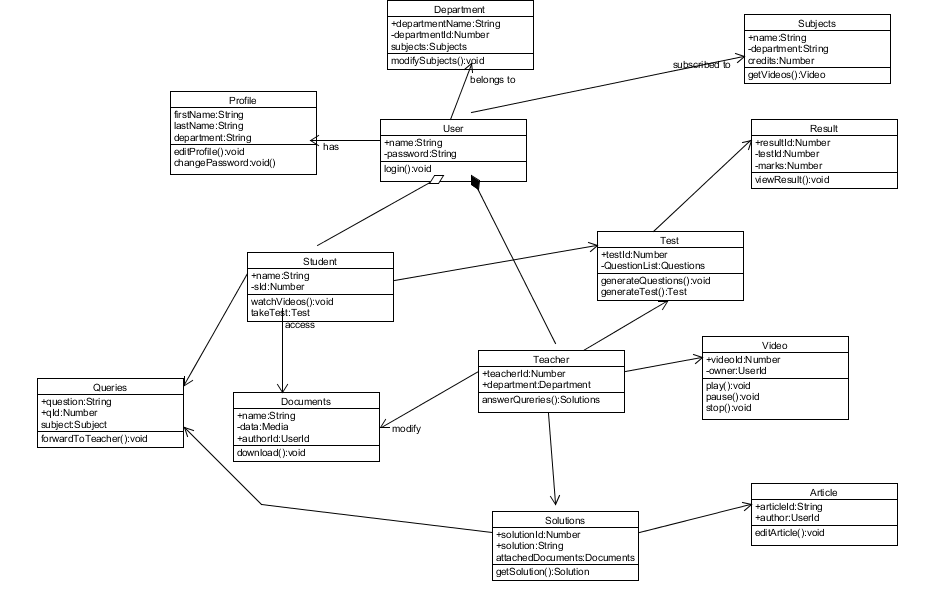 Department
+departmentName:String
-departmentId:Number
subjects:Subjects
modifySubjects():void
belongs to
Subjects
+name:String
-department:String
credits:Number
getVideos():Video
subscribed to
Profile
firstName:String
lastName:String
department:String
editProfile():void
changePassword:void()
has
User
+name:String
-password:String
login():void
Result
+resultId:Number
-testId:Number
-marks:Number
viewResult():void
Test
+testId:Number
-QuestionList:Questions
generateQuestions():void
generateTest():Test
Student
+name:String
-sId:Number
watchVideos():void
takeTest:Test
access
Teacher
+teacherId:Number
+department:Department
answerQureries():Solutions
Video
+videoId:Number
-owner:UserId
play():void
pause():void
stop():void
Queries
+question:String
+qId:Number
subject:Subject
forwardToTeacher():void
Documents
+name:String
-data:Media
+authorId:UserId
download():void
modify
Solutions
+solutionId:Number
+solution:String
attachedDocuments:Documents
getSolution():Solution
Article
+articleId:String
+author:UserId
editArticle():void